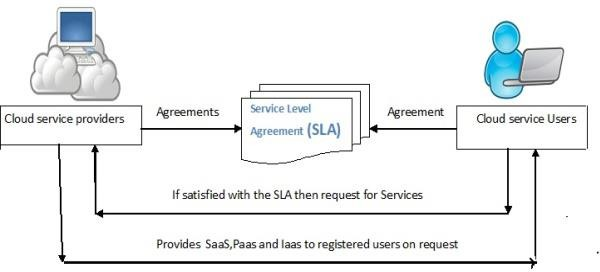 Cloud service providers
Agreements
Service Level
Agreement (SLA)
Agreement
Cloud service Users
If satisfied with the SLA then request for Services
Provides SaaS,Paas and Iaas to registered users on request